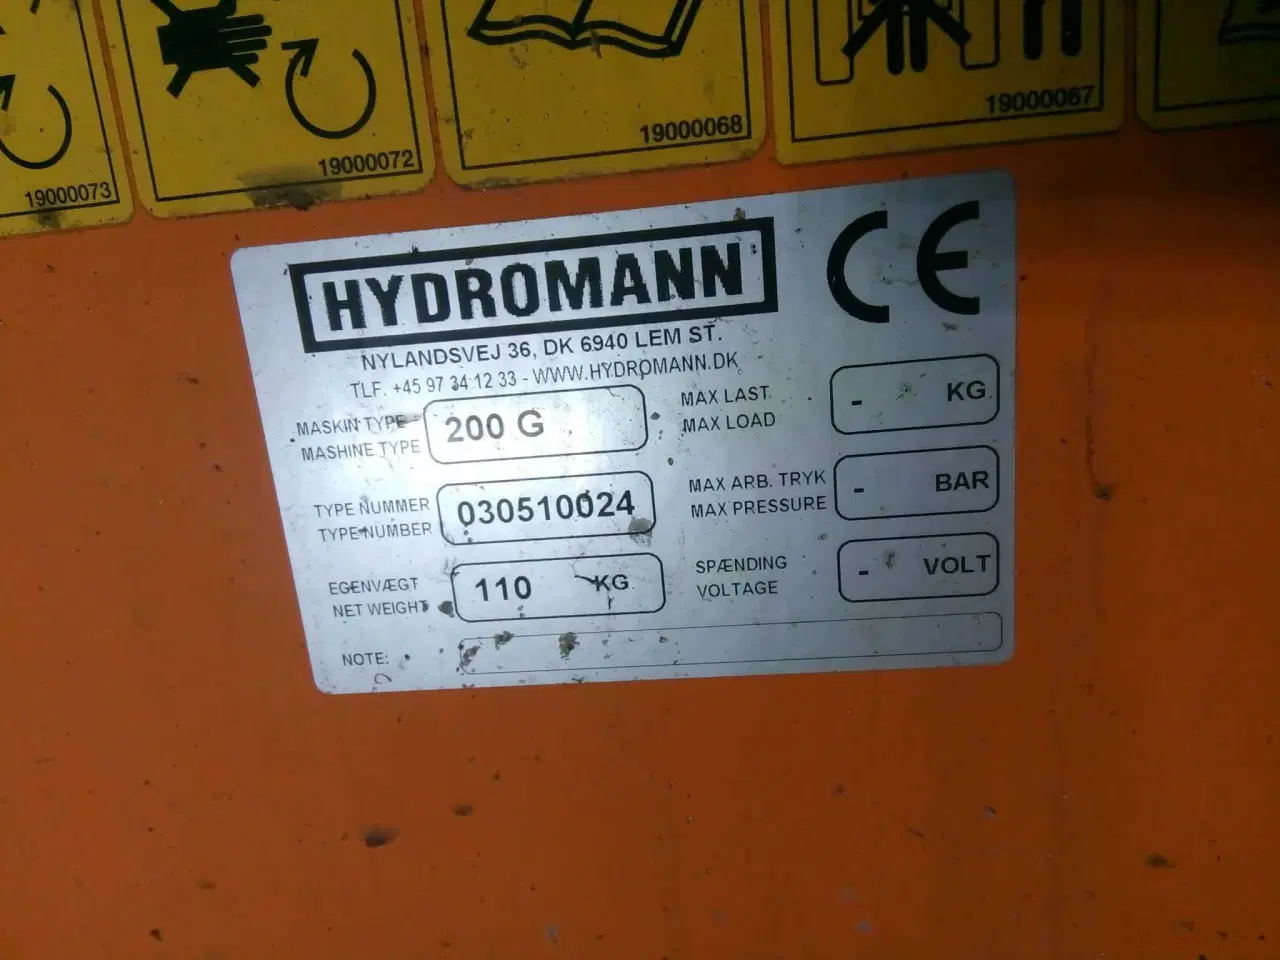 19000073
19000072
19000068
19000067
HYDROMANN
CE
NYLANDSVEJ 36, DK 6940 LEM ST.
TLF. +45 97 34 12 33 - WWW.HYDROMANN.DK
MASKIN TYPE
MASHINE TYPE
200 G
TYPE NUMMER
TYPE NUMBER
030510024
EGENVÆGT
NET WEIGHT
110 KG
NOTE:
MAX LAST
MAX LOAD
- KG
MAX ARB. TRYK
MAX PRESSURE
- BAR
SPÆNDING
VOLTAGE
- VOLT